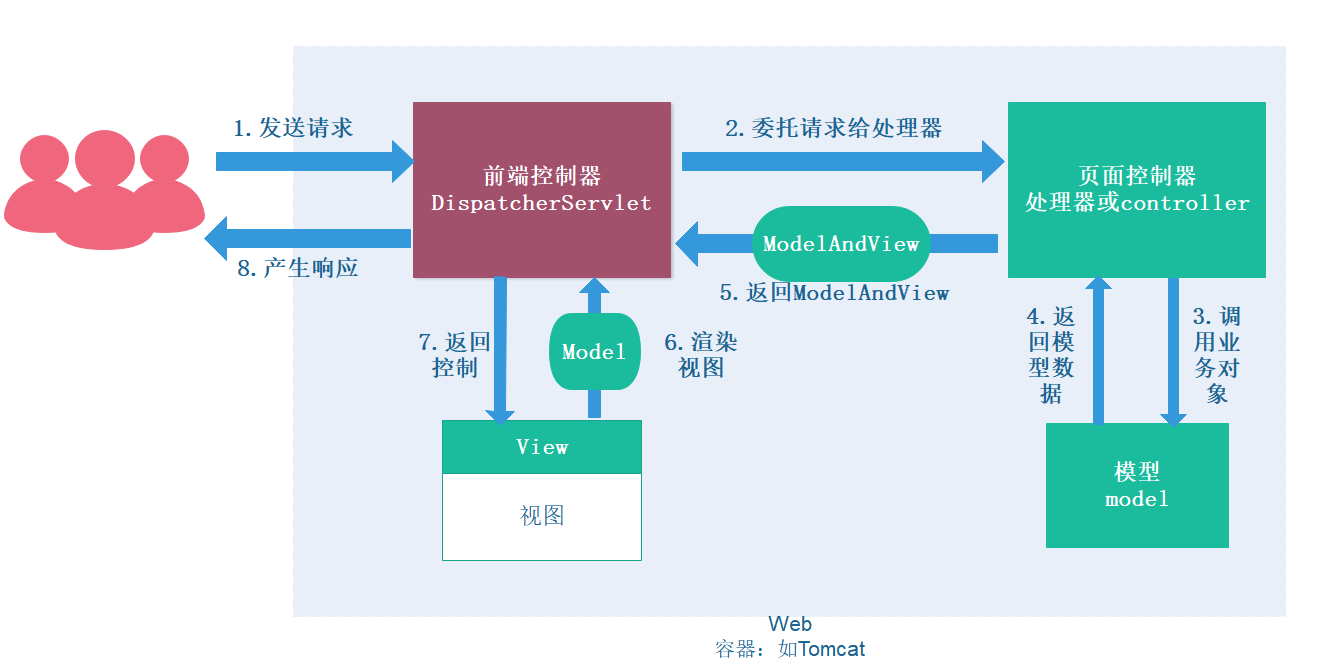 1.发送请求
2.委托请求给处理器
前端控制器
DispatcherServlet
页面控制器
处理器或controller
ModelAndView
8.产生响应
5.返回ModelAndView
7.返回
控制
Model
6.渲染
视图
4.返
回模
型数
据
3.调
用业
务对
象
View
视图
模型
model
Web
容器：如Tomcat